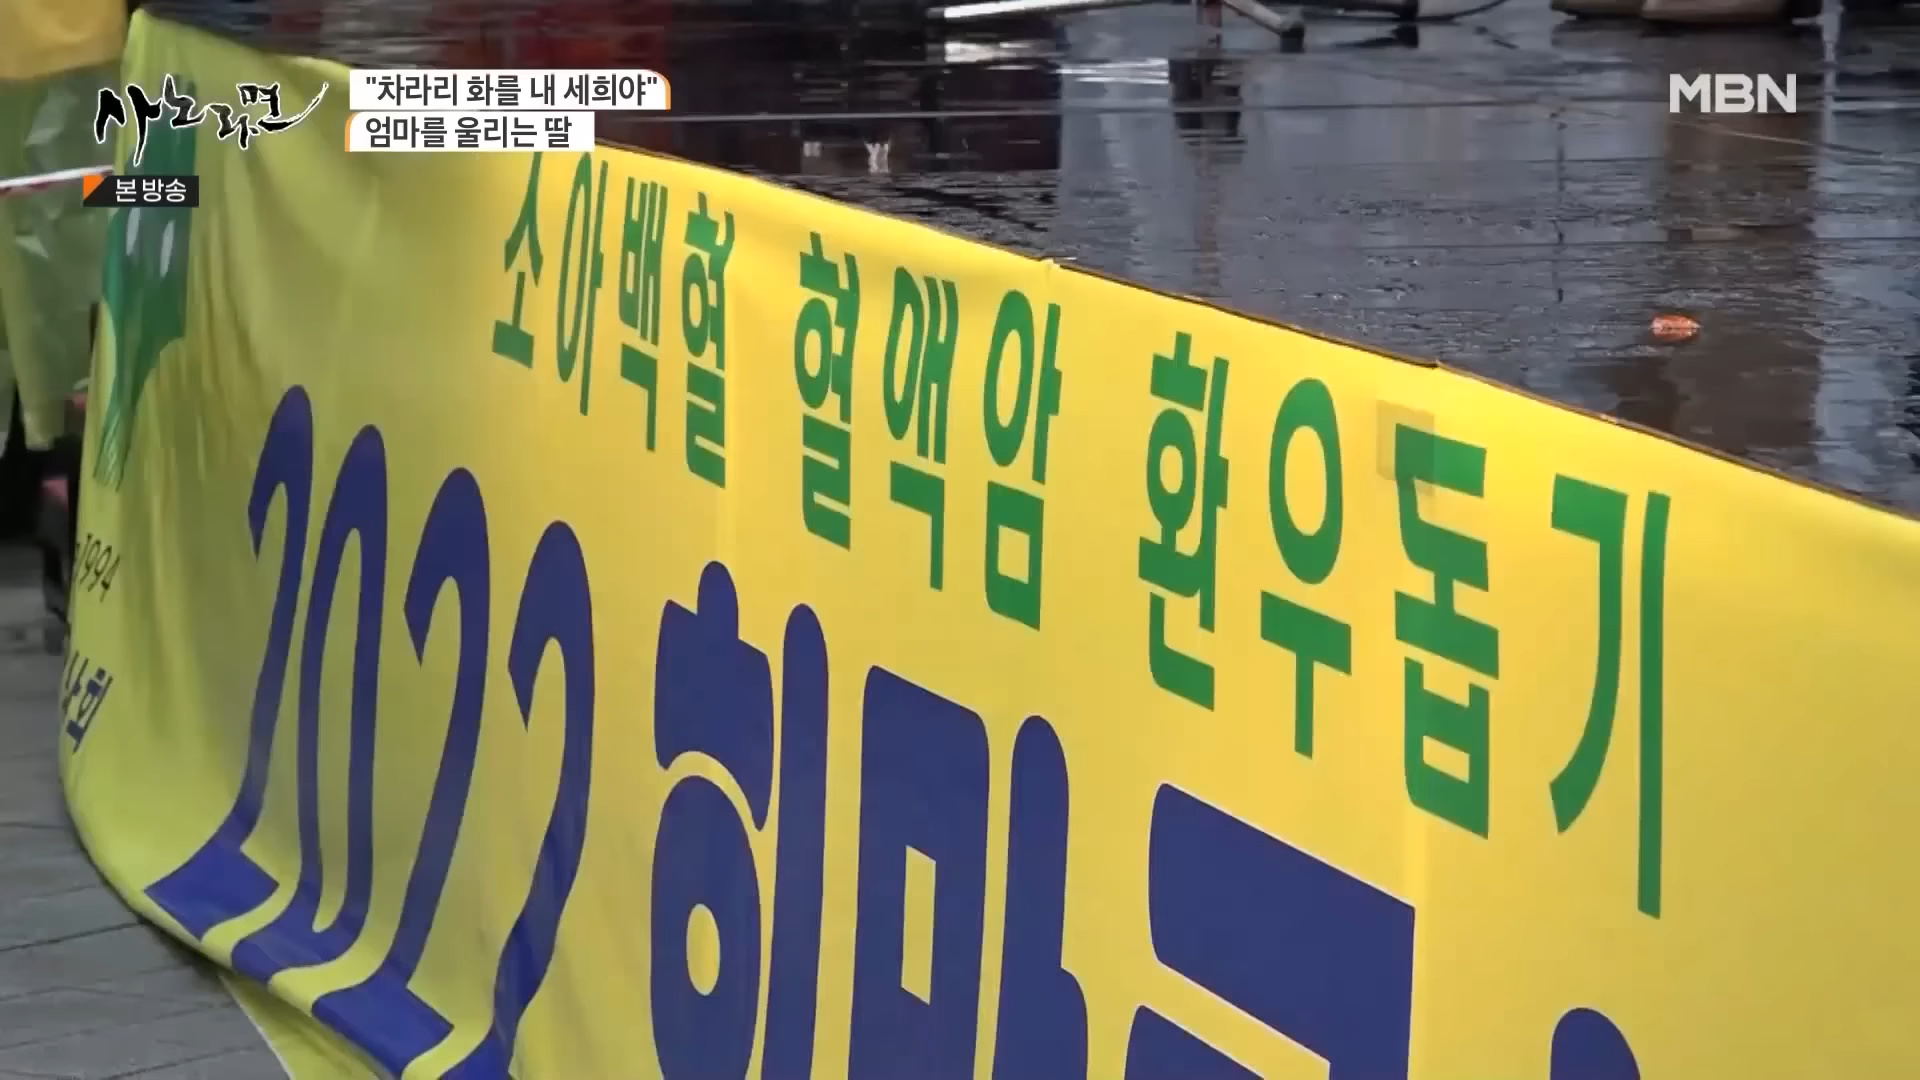 사노라면
"차라리 화를 내 세희야"
엄마를 울리는 딸
본 방송
MBN
소아백혈 혈액암 환우돕기
1994
2022